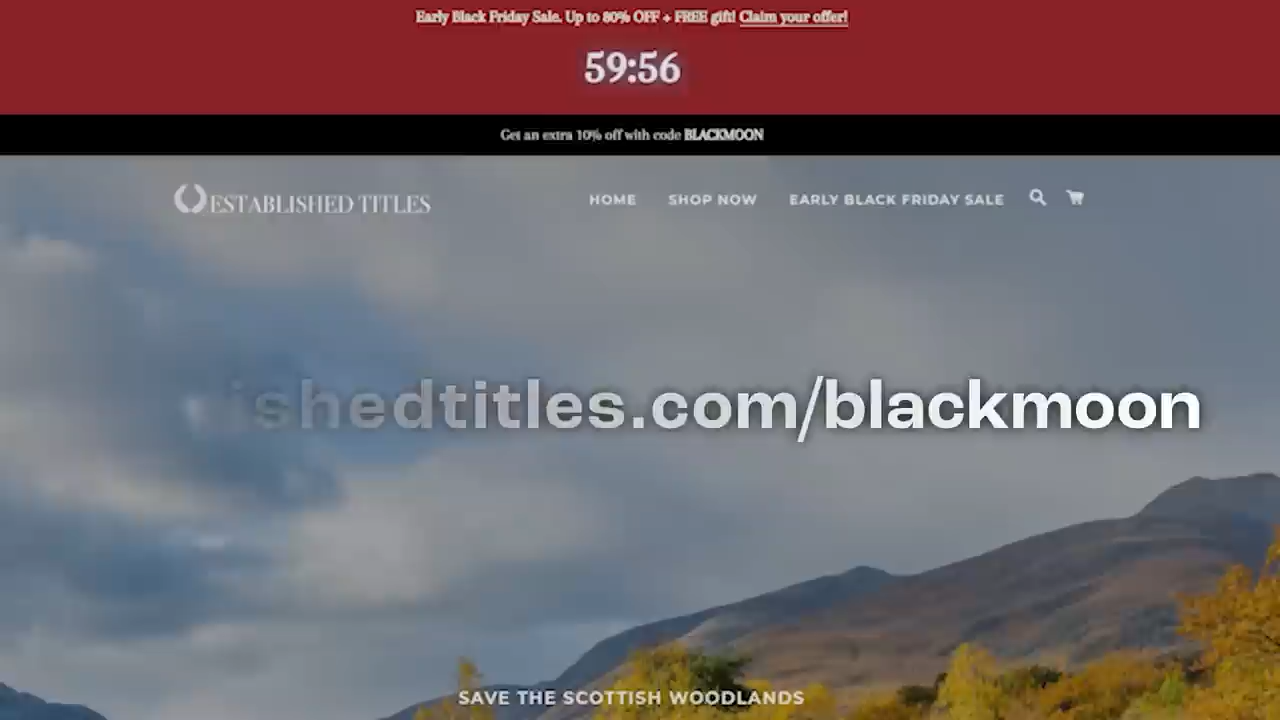 Early Black Friday Sale. Up to 80% OFF + FREE gift! Claim your offer!
59:56
Get an extra 10% off with code BLACKMOON
ESTABLISHED TITLES
HOME SHOP NOW EARLY BLACK FRIDAY SALE
ishedtitles.com/blackmoon
SAVE THE SCOTTISH WOODLANDS